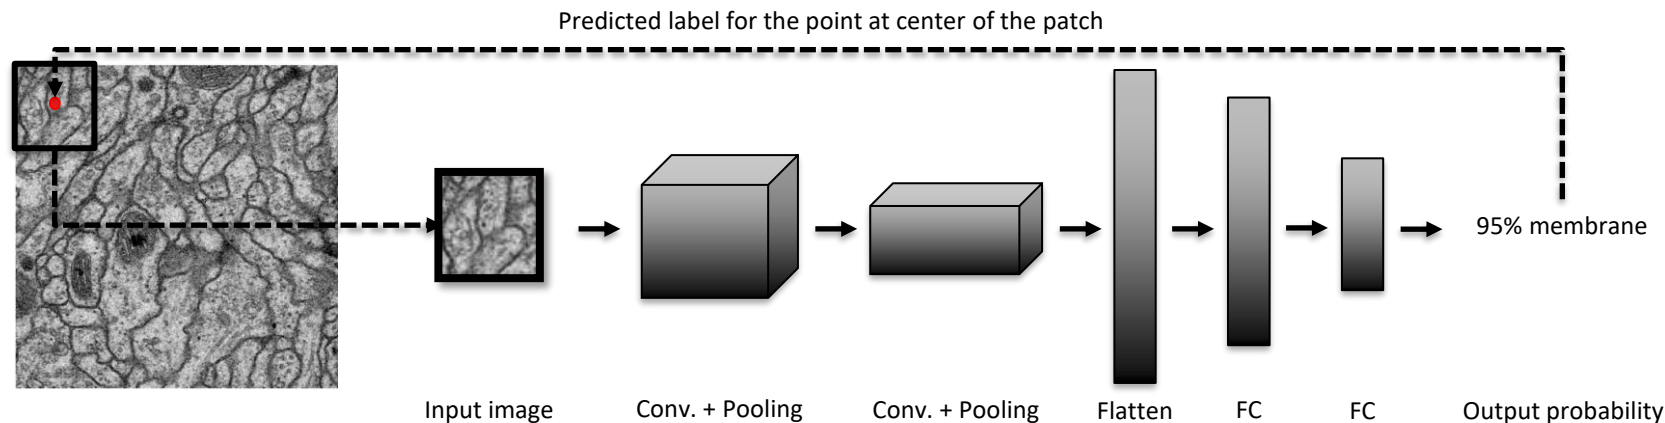 Predicted label for the point at center of the patch
95% membrane
Input image
Conv. + Pooling
Conv. + Pooling
Flatten
FC
FC
Output probability